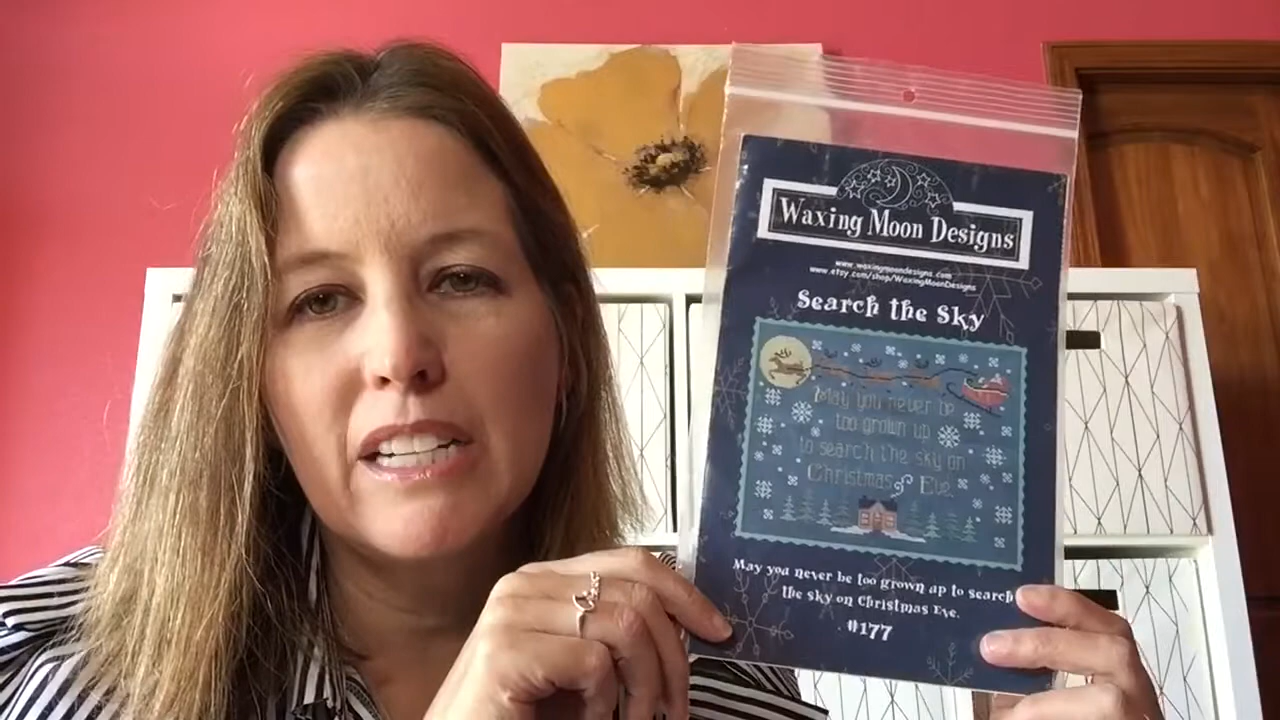 Waxing Moon Designs
www.waxingmoondesigns.com
www.etsy.com/shop/WaxingMoonDesigns
Search the Sky
May you never be
too grown up
to search the sky on
Christmas Eve.
May you never be too grown up to search
the sky on Christmas Eve.
#177